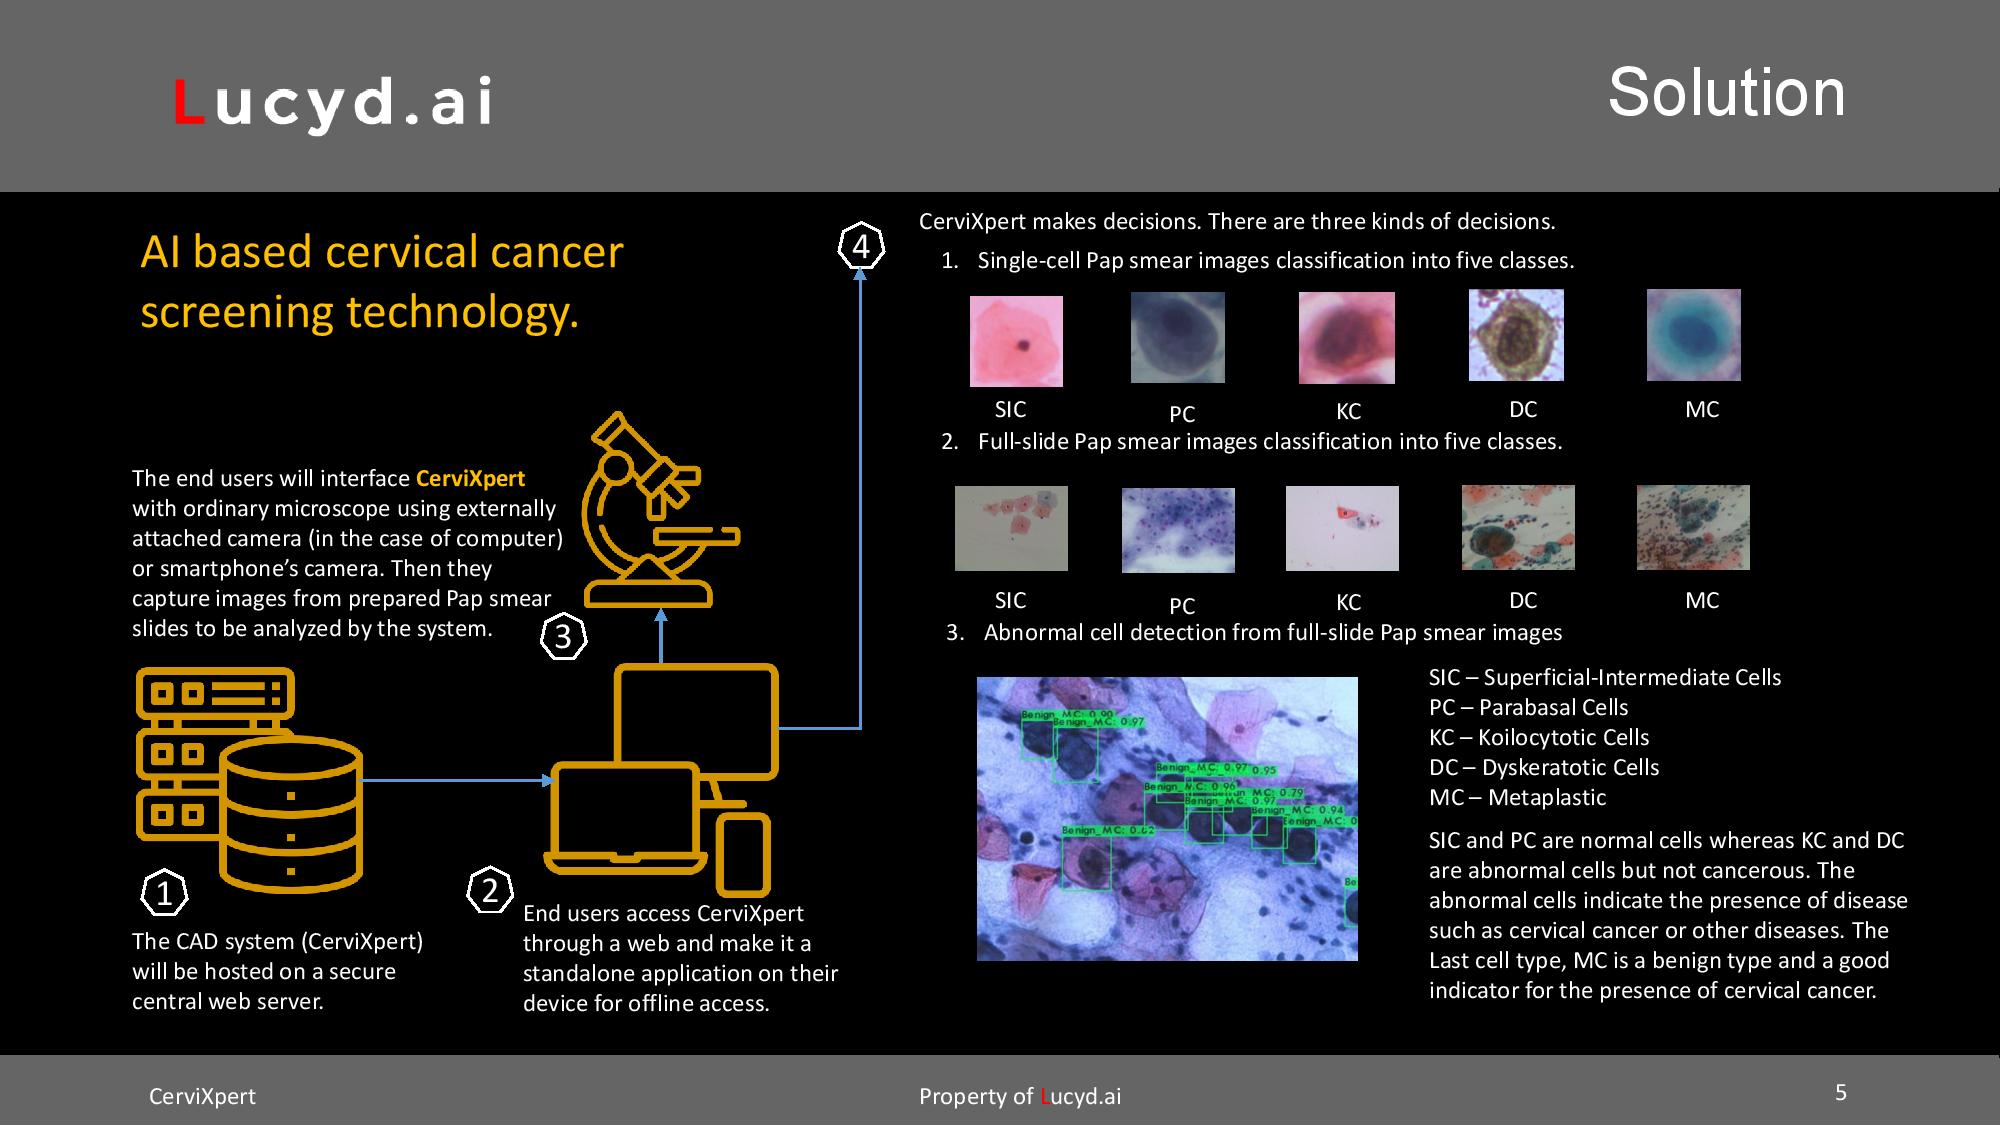 Lucyd.ai
Solution
AI based cervical cancer
screening technology.
The end users will interface CerviXpert
with ordinary microscope using externally
attached camera (in the case of computer)
or smartphone’s camera. Then they
capture images from prepared Pap smear
slides to be analyzed by the system.
3
1
The CAD system (CerviXpert)
will be hosted on a secure
central web server.
2
End users access CerviXpert
through a web and make it a
standalone application on their
device for offline access.
4
CerviXpert makes decisions. There are three kinds of decisions.
1. Single-cell Pap smear images classification into five classes.
SIC
PC
KC
DC
MC
2. Full-slide Pap smear images classification into five classes.
SIC
PC
KC
DC
MC
3. Abnormal cell detection from full-slide Pap smear images
Benign_MC: 0.90
Benign_MC: 0.97
Benign_MC: 0.97
0.95
Benign_MC: 0.96
0.79
Benign_MC: 0.97
Benign_MC: 0.94
Benign_MC: 0
Benign_MC: 0.82
Be
SIC – Superficial-Intermediate Cells
PC – Parabasal Cells
KC – Koilocytotic Cells
DC – Dyskeratotic Cells
MC – Metaplastic
SIC and PC are normal cells whereas KC and DC
are abnormal cells but not cancerous. The
abnormal cells indicate the presence of disease
such as cervical cancer or other diseases. The
Last cell type, MC is a benign type and a good
indicator for the presence of cervical cancer.
CerviXpert
Property of Lucyd.ai
5